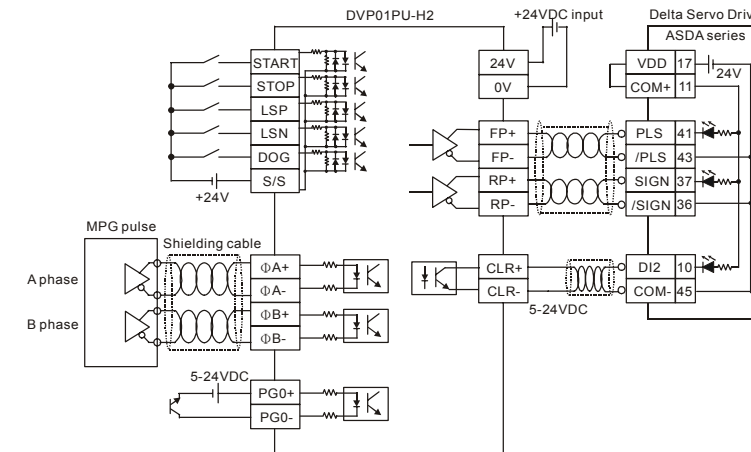 DVP01PU-H2
+24VDC input
Delta Servo Driv
ASDA series
START
STOP
LSP
LSN
DOG
S/S
+24V
24V
0V
VDD 17
24V
COM+ 11
FP+
FP-
RP+
RP-
PLS 41
/PLS 43
SIGN 37
/SIGN 36
MPG pulse
Shielding cable
A phase
B phase
ΦA+
ΦA-
ΦB+
ΦB-
CLR+
CLR-
5-24VDC
DI2 10
COM- 45
5-24VDC
PG0+
PG0-